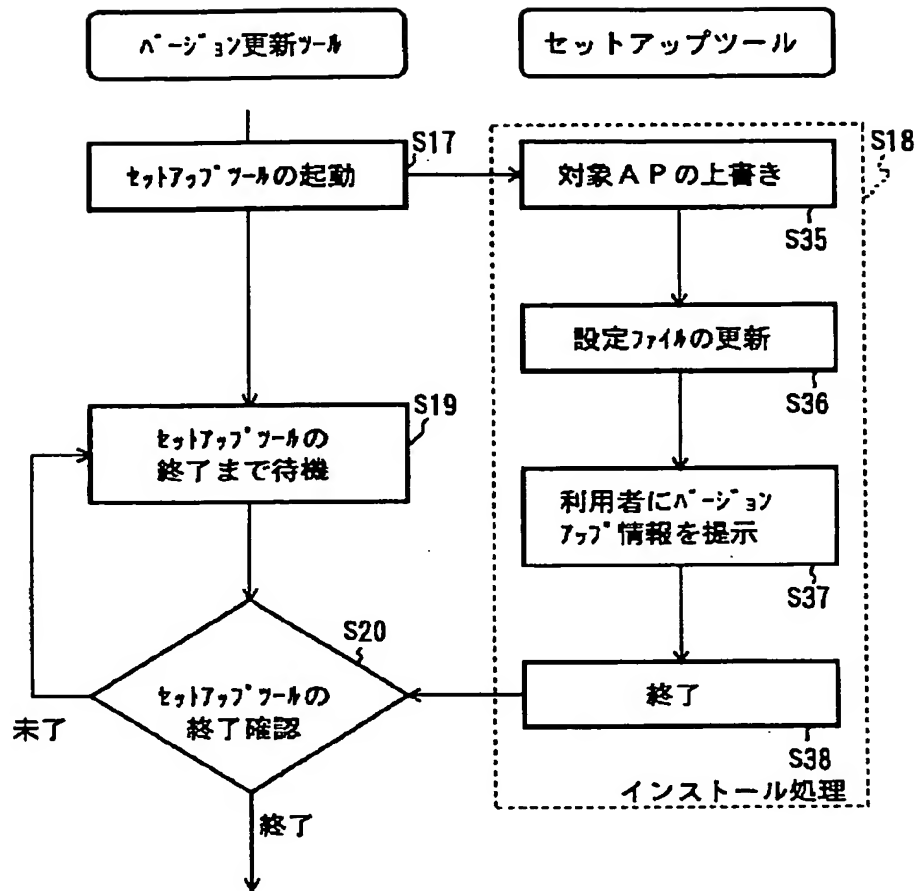 ﾊﾞｰｼﾞｮﾝ更新ﾂｰﾙ
セットアップツール
S17
S18
ｾｯﾄｱｯﾌﾟﾂｰﾙの起動
対象ＡＰの上書き
S35
設定ﾌｧｲﾙの更新
S36
S19
ｾｯﾄｱｯﾌﾟﾂｰﾙの
終了まで待機
利用者にﾊﾞｰｼﾞｮﾝ
ｱｯﾌﾟ情報を提示
S37
S20
ｾｯﾄｱｯﾌﾟﾂｰﾙの
終了確認
未了
終了
S38
インストール処理
終了